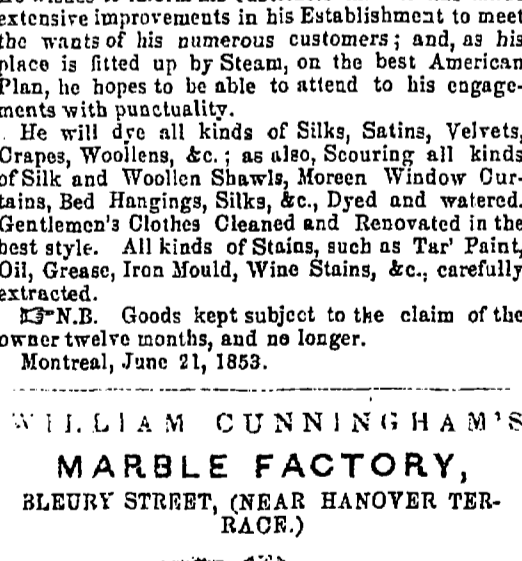 extensive improvements in his Establishment to meet
the wants of his numerous customers; and, as his
place is fitted up by Steam, on the best American
Plan, he hopes to be able to attend to his engage-
ments with punctuality.
He will dye all kinds of Silks, Satins, Velvets,
Crapes, Woollens, &c.; as also, Scouring all kinds
of Silk and Woollen Shawls, Moreen Window Cur-
tains, Bed Hangings, Silks, &c., Dyed and watered.
Gentlemen's Clothes Cleaned and Renovated in the
best style. All kinds of Stains, such as Tar' Paint,
Oil, Grease, Iron Mould, Wine Stains, &c., carefully
extracted.
☞N.B. Goods kept subject to the claim of the
owner twelve months, and no longer.
Montreal, June 21, 1853.
WILLIAM CUNNINGHAM'S
MARBLE FACTORY,
BLEURY STREET, (NEAR HANOVER TER-
RACE.)